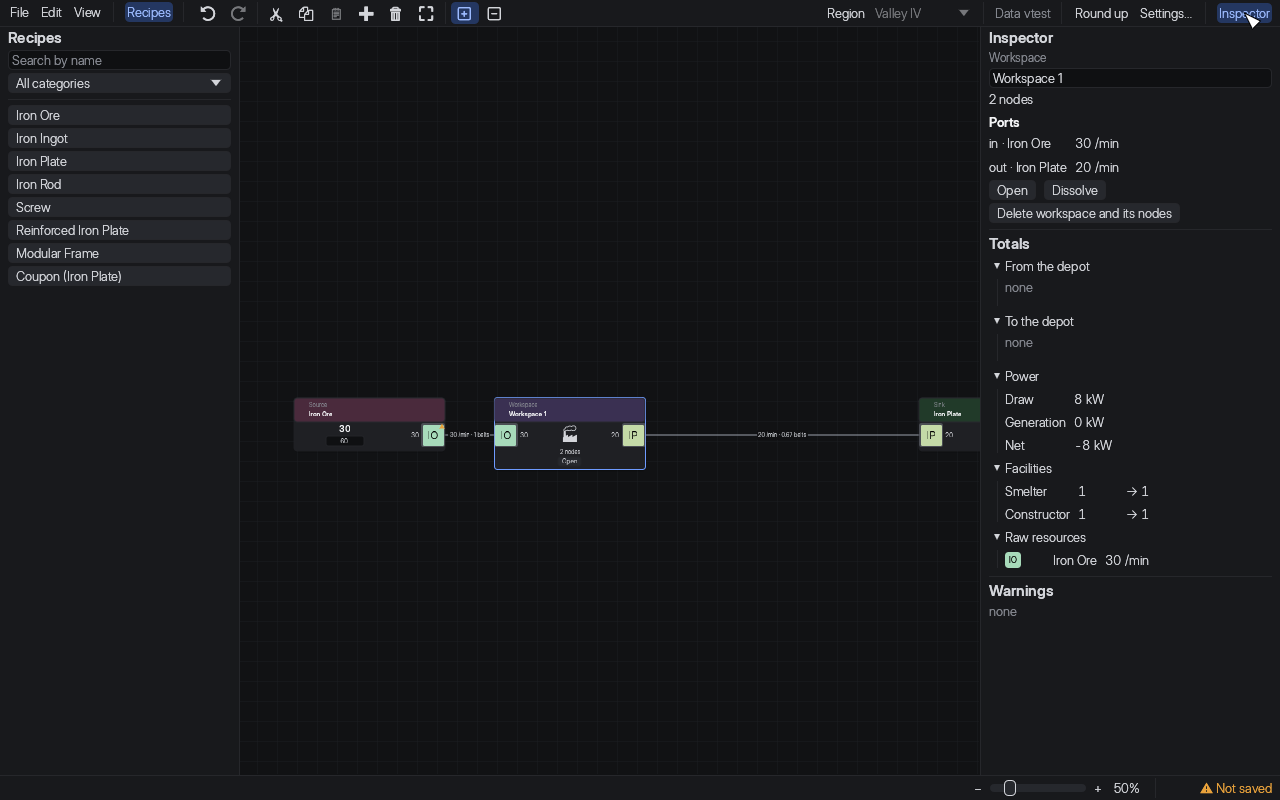 File Edit View Recipes Region Valley IV Data vtest Round up Settings... Inspector
Recipes
Search by name
All categories
Iron Ore
Iron Ingot
Iron Plate
Iron Rod
Screw
Reinforced Iron Plate
Modular Frame
Coupon (Iron Plate)
Source
Iron Ore
30
60
30 IO
30 /min · 1 belts
Workspace
Workspace 1
IO 30
20 IP
2 nodes
Open
20 /min · 0.67 belts
Sink
Iron Plate
IP 20
Inspector
Workspace
Workspace 1
2 nodes
Ports
in · Iron Ore 30 /min
out · Iron Plate 20 /min
Open Dissolve
Delete workspace and its nodes
Totals
From the depot
none
To the depot
none
Power
Draw 8 kW
Generation 0 kW
Net -8 kW
Facilities
Smelter 1 → 1
Constructor 1 → 1
Raw resources
IO Iron Ore 30 /min
Warnings
none
− + 50% Not saved